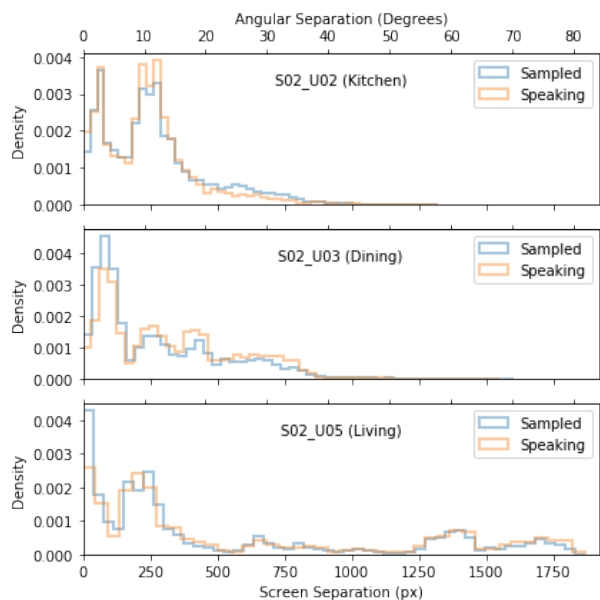 Angular Separation (Degrees)
0 10 20 30 40 50 60 70 80
0.004
0.003
0.002
0.001
0.000
Density
S02_U02 (Kitchen)
Sampled
Speaking
0.004
0.003
0.002
0.001
0.000
Density
S02_U03 (Dining)
Sampled
Speaking
0.004
0.003
0.002
0.001
0.000
Density
S02_U05 (Living)
Sampled
Speaking
0 250 500 750 1000 1250 1500 1750
Screen Separation (px)